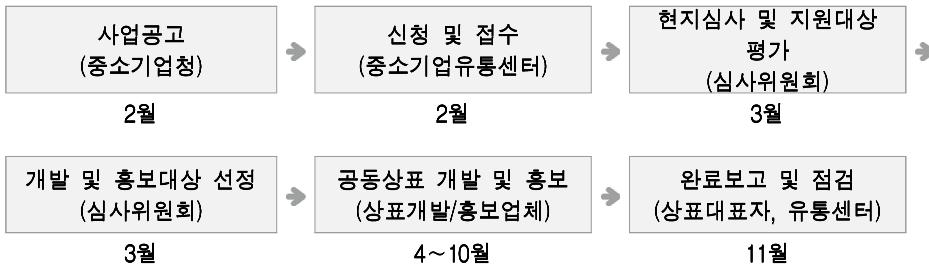 사업공고
(중소기업청)
2월
신청 및 접수
(중소기업유통센터)
2월
현지심사 및 지원대상
평가
(심사위원회)
3월
개발 및 홍보대상 선정
(심사위원회)
3월
공동상표 개발 및 홍보
(상표개발/홍보업체)
4～10월
완료보고 및 점검
(상표대표자, 유통센터)
11월